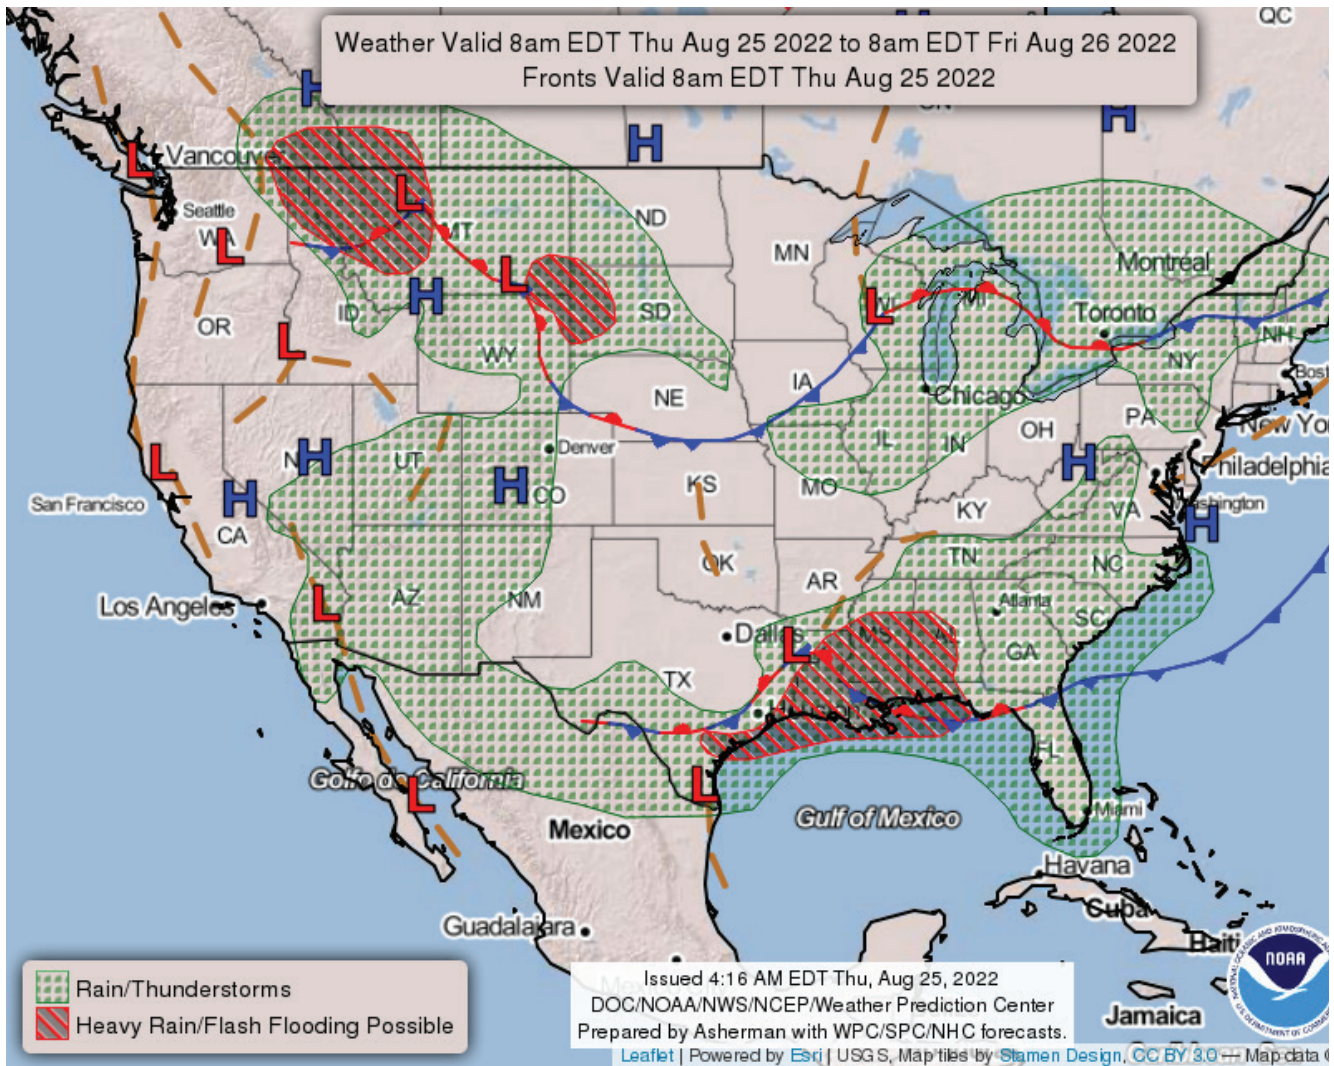 QC
Weather Valid 8am EDT Thu Aug 25 2022 to 8am EDT Fri Aug 26 2022
Fronts Valid 8am EDT Thu Aug 25 2022
ON
H
H
H
L
Vancouver
L
Seattle
ND
WA
MT
MN
L
Montréal
L
H
ID
SD
WI
MI
L
Toronto
OR
NH
L
WY
NY
Boston
IA
NE
Chicago
PA
IL
IN
OH
New Yo
Denver
H
UT
L
H
Philadelphia
H
CO
KS
MO
San Francisco
H
KY
VA
Washington
H
CA
OK
TN
NC
AR
Los Angeles
AZ
NM
L
Atlanta
SC
Dallas
L
MS
AL
GA
TX
Houston
FL
Golfo de California
L
L
Gulf of Mexico
Miami
Mexico
Havana
Cuba
Guadalajara
Haiti
NOAA
Rain/Thunderstorms
Heavy Rain/Flash Flooding Possible
Issued 4:16 AM EDT Thu, Aug 25, 2022
DOC/NOAA/NWS/NCEP/Weather Prediction Center
Prepared by Asherman with WPC/SPC/NHC forecasts.
Jamaica
Leaflet | Powered by Esri | USGS, Map tiles by Stamen Design, CC BY 3.0 — Map data ©